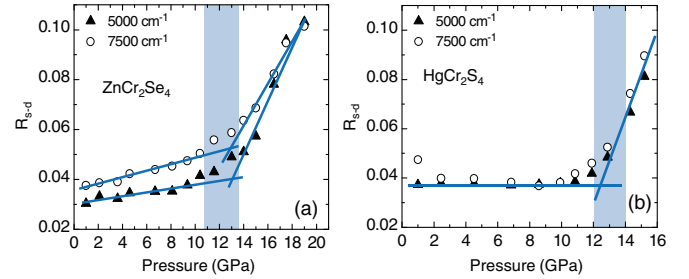 ▲ 5000 cm⁻¹
○ 7500 cm⁻¹
ZnCr₂Se₄
R_{s-d}
0.10
0.08
0.06
0.04
0.02
(a)
0 2 4 6 8 10 12 14 16 18 20
Pressure (GPa)
▲ 5000 cm⁻¹
○ 7500 cm⁻¹
HgCr₂S₄
R_{s-d}
0.10
0.08
0.06
0.04
0.02
(b)
0 2 4 6 8 10 12 14 16
Pressure (GPa)